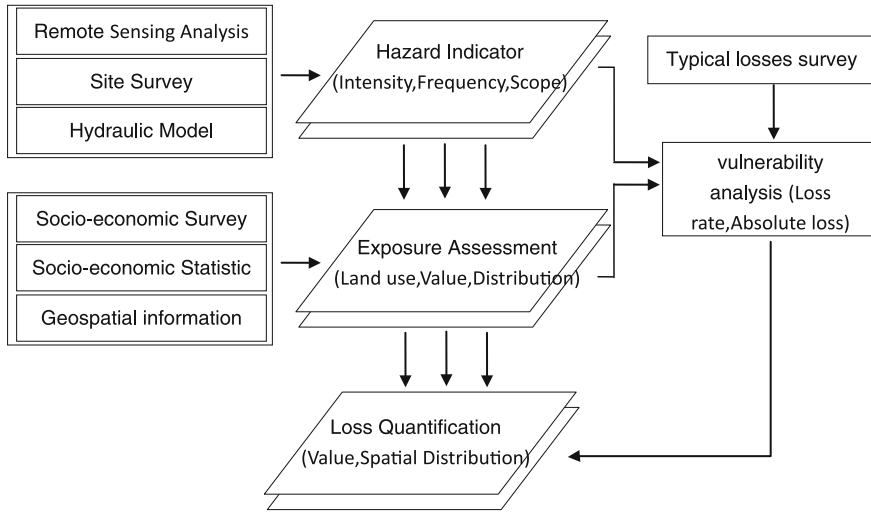 Remote Sensing Analysis
Site Survey
Hydraulic Model
Hazard Indicator
(Intensity,Frequency,Scope)
Typical losses survey
vulnerability
analysis (Loss
rate,Absolute loss)
Socio-economic Survey
Socio-economic Statistic
Geospatial information
Exposure Assessment
(Land use,Value,Distribution)
Loss Quantification
(Value,Spatial Distribution)